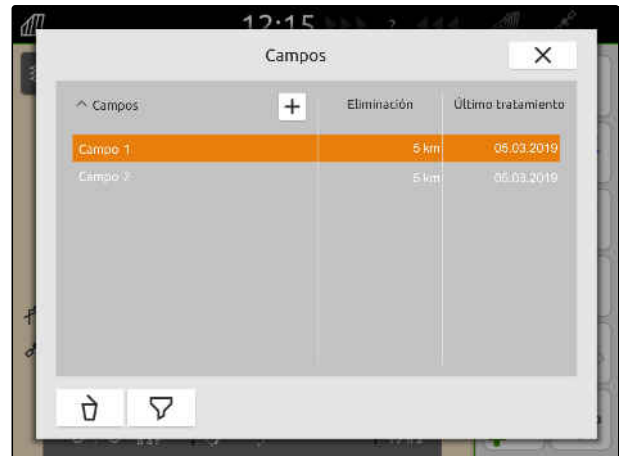 12:15
Campos
^ Campos + Eliminación Último tratamiento
Campo 1 5 km 05.03.2019
Campo 2 5 km 05.03.2019